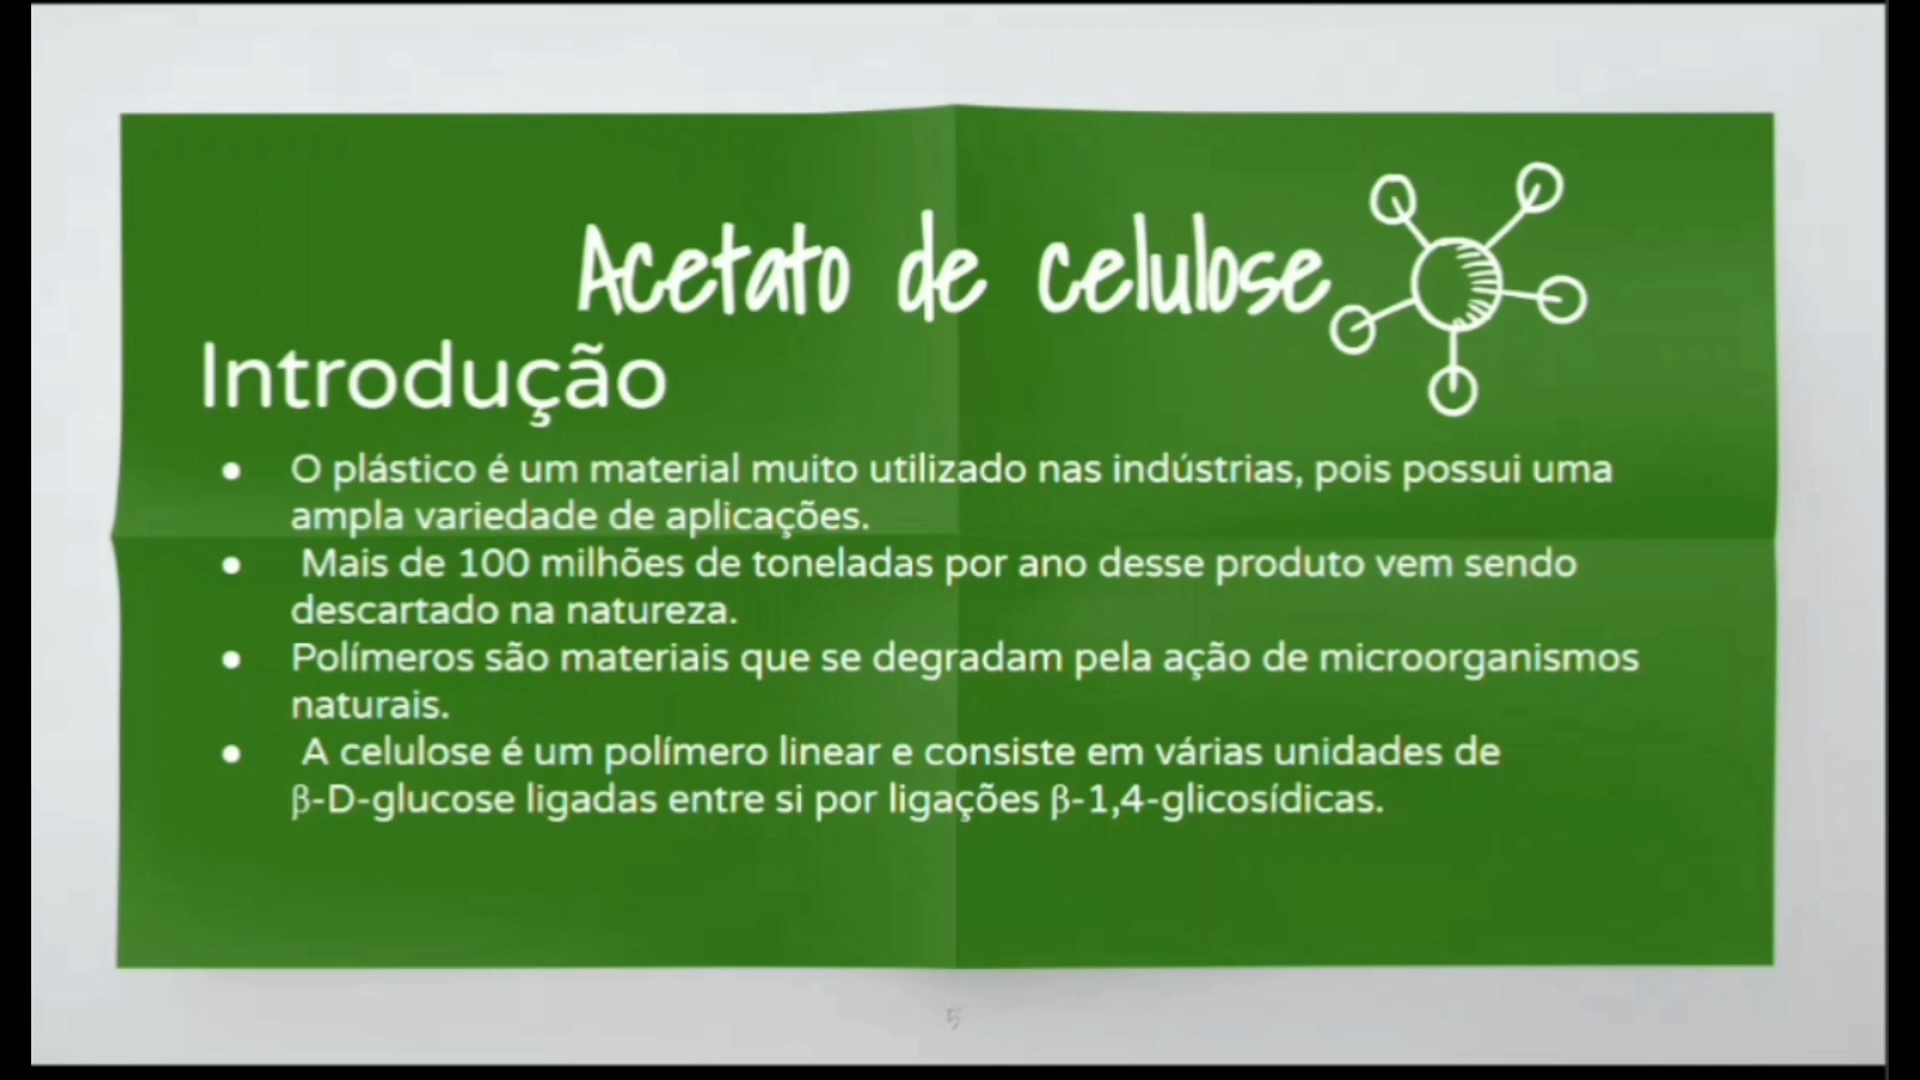 Acetato de celulose
Introdução
● O plástico é um material muito utilizado nas indústrias, pois possui uma
ampla variedade de aplicações.
● Mais de 100 milhões de toneladas por ano desse produto vem sendo
descartado na natureza.
● Polímeros são materiais que se degradam pela ação de microorganismos
naturais.
● A celulose é um polímero linear e consiste em várias unidades de
β-D-glucose ligadas entre si por ligações β-1,4-glicosídicas.
5